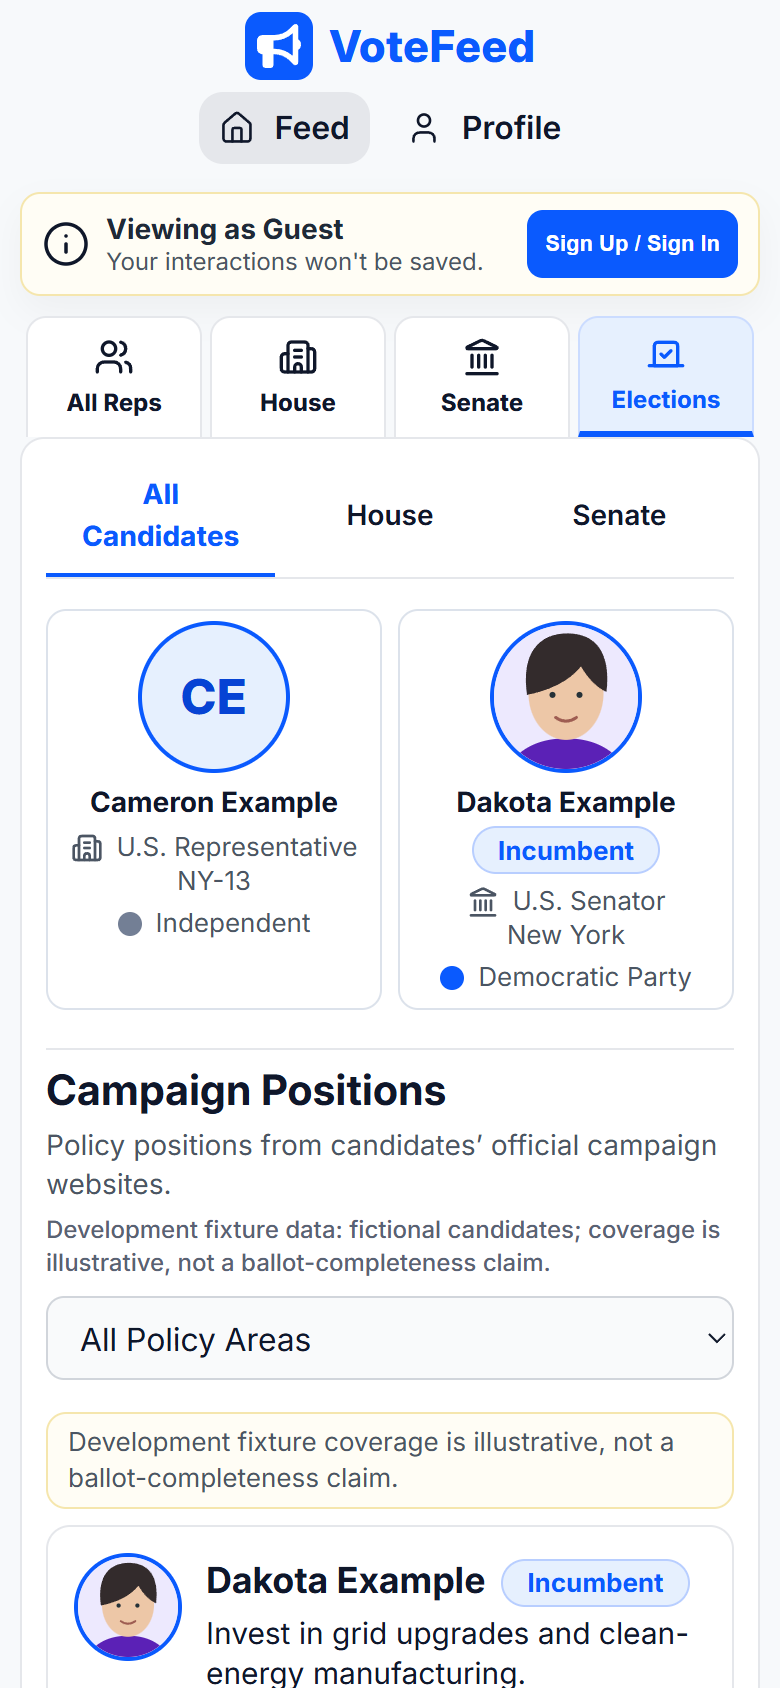 VoteFeed
Feed
Profile
Viewing as Guest
Your interactions won't be saved.
Sign Up / Sign In
All Reps
House
Senate
Elections
All
Candidates
House
Senate
CE
Cameron Example
U.S. Representative
NY-13
Independent
Dakota Example
Incumbent
U.S. Senator
New York
Democratic Party
Campaign Positions
Policy positions from candidates’ official campaign
websites.
Development fixture data: fictional candidates; coverage is
illustrative, not a ballot-completeness claim.
All Policy Areas
Development fixture coverage is illustrative, not a
ballot-completeness claim.
Dakota Example
Incumbent
Invest in grid upgrades and clean-
energy manufacturing.